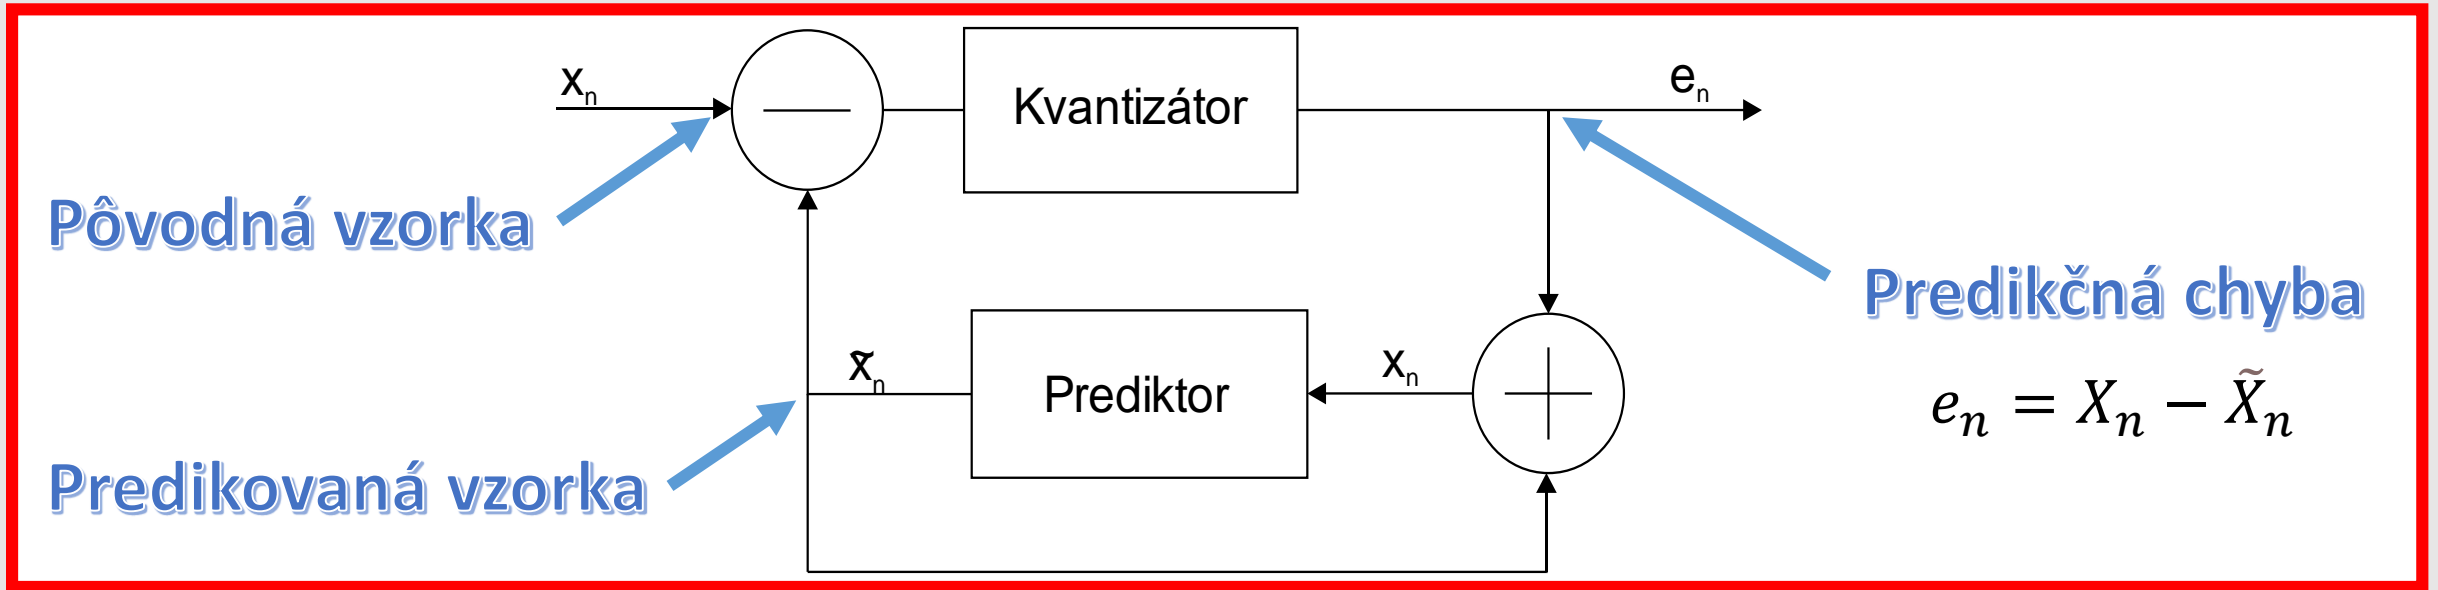 xₙ
Kvantizátor
eₙ
Pôvodná vzorka
Predikčná chyba
x̃ₙ
Prediktor
xₙ
eₙ = Xₙ − X̃ₙ
Predikovaná vzorka